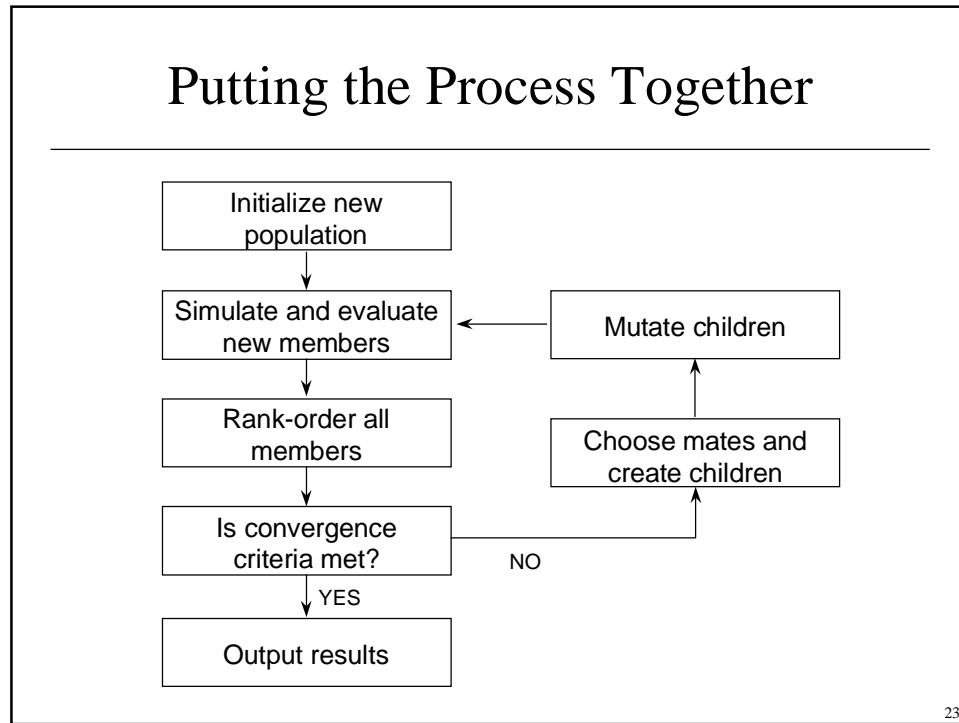 Putting the Process Together
Initialize new
population
Simulate and evaluate
new members
Mutate children
Rank-order all
members
Choose mates and
create children
Is convergence
criteria met?
NO
YES
Output results
23